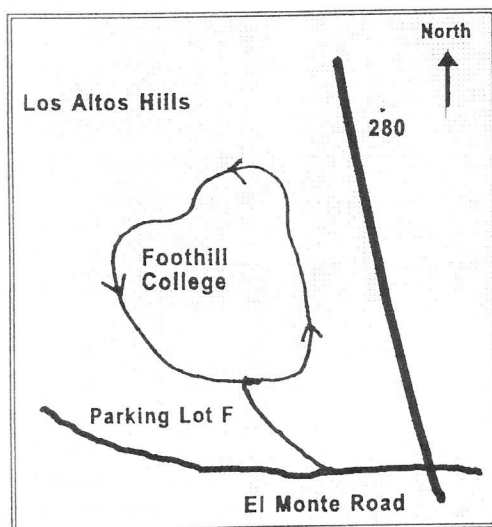 North
Los Altos Hills
280
Foothill
College
Parking Lot F
El Monte Road